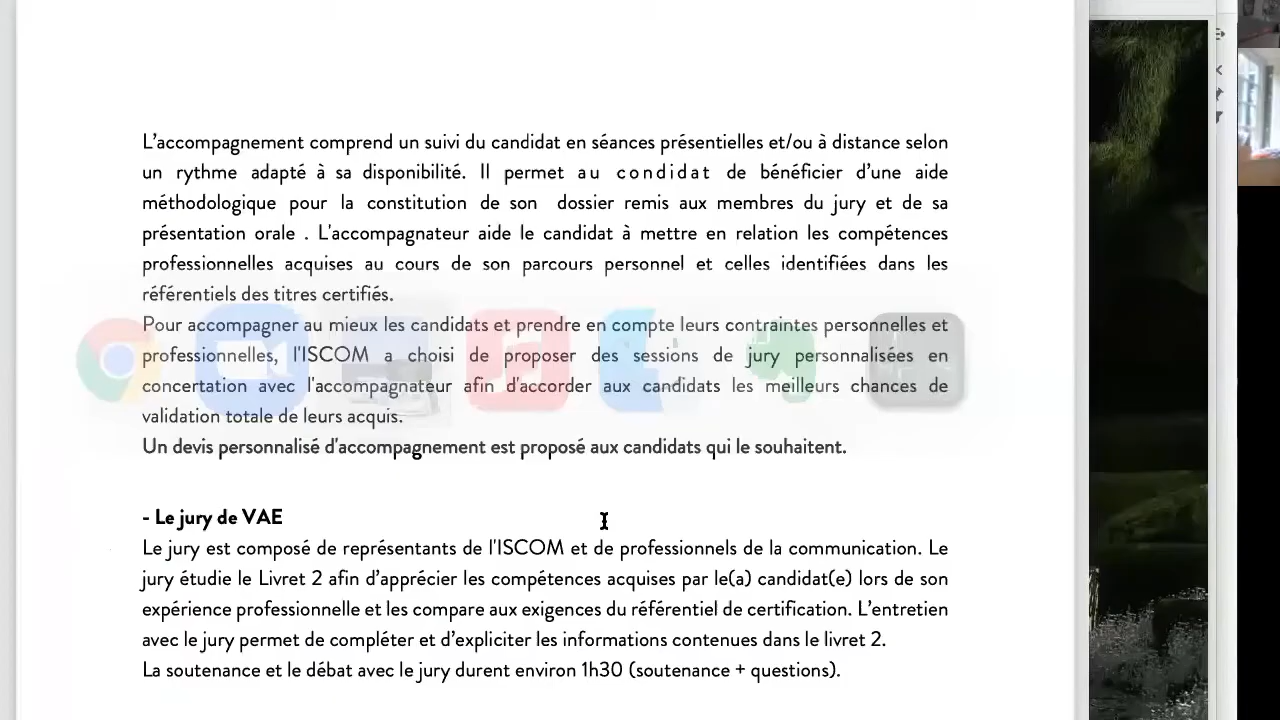 L’accompagnement comprend un suivi du candidat en séances présentielles et/ou à distance selon
un rythme adapté à sa disponibilité. Il permet au condidat de bénéficier d’une aide
méthodologique pour la constitution de son dossier remis aux membres du jury et de sa
présentation orale . L'accompagnateur aide le candidat à mettre en relation les compétences
professionnelles acquises au cours de son parcours personnel et celles identifiées dans les
référentiels des titres certifiés.
Pour accompagner au mieux les candidats et prendre en compte leurs contraintes personnelles et
professionnelles, l'ISCOM a choisi de proposer des sessions de jury personnalisées en
concertation avec l'accompagnateur afin d'accorder aux candidats les meilleurs chances de
validation totale de leurs acquis.
Un devis personnalisé d'accompagnement est proposé aux candidats qui le souhaitent.
- Le jury de VAE
Le jury est composé de représentants de l'ISCOM et de professionnels de la communication. Le
jury étudie le Livret 2 afin d’apprécier les compétences acquises par le(a) candidat(e) lors de son
expérience professionnelle et les compare aux exigences du référentiel de certification. L’entretien
avec le jury permet de compléter et d’expliciter les informations contenues dans le livret 2.
La soutenance et le débat avec le jury durent environ 1h30 (soutenance + questions).